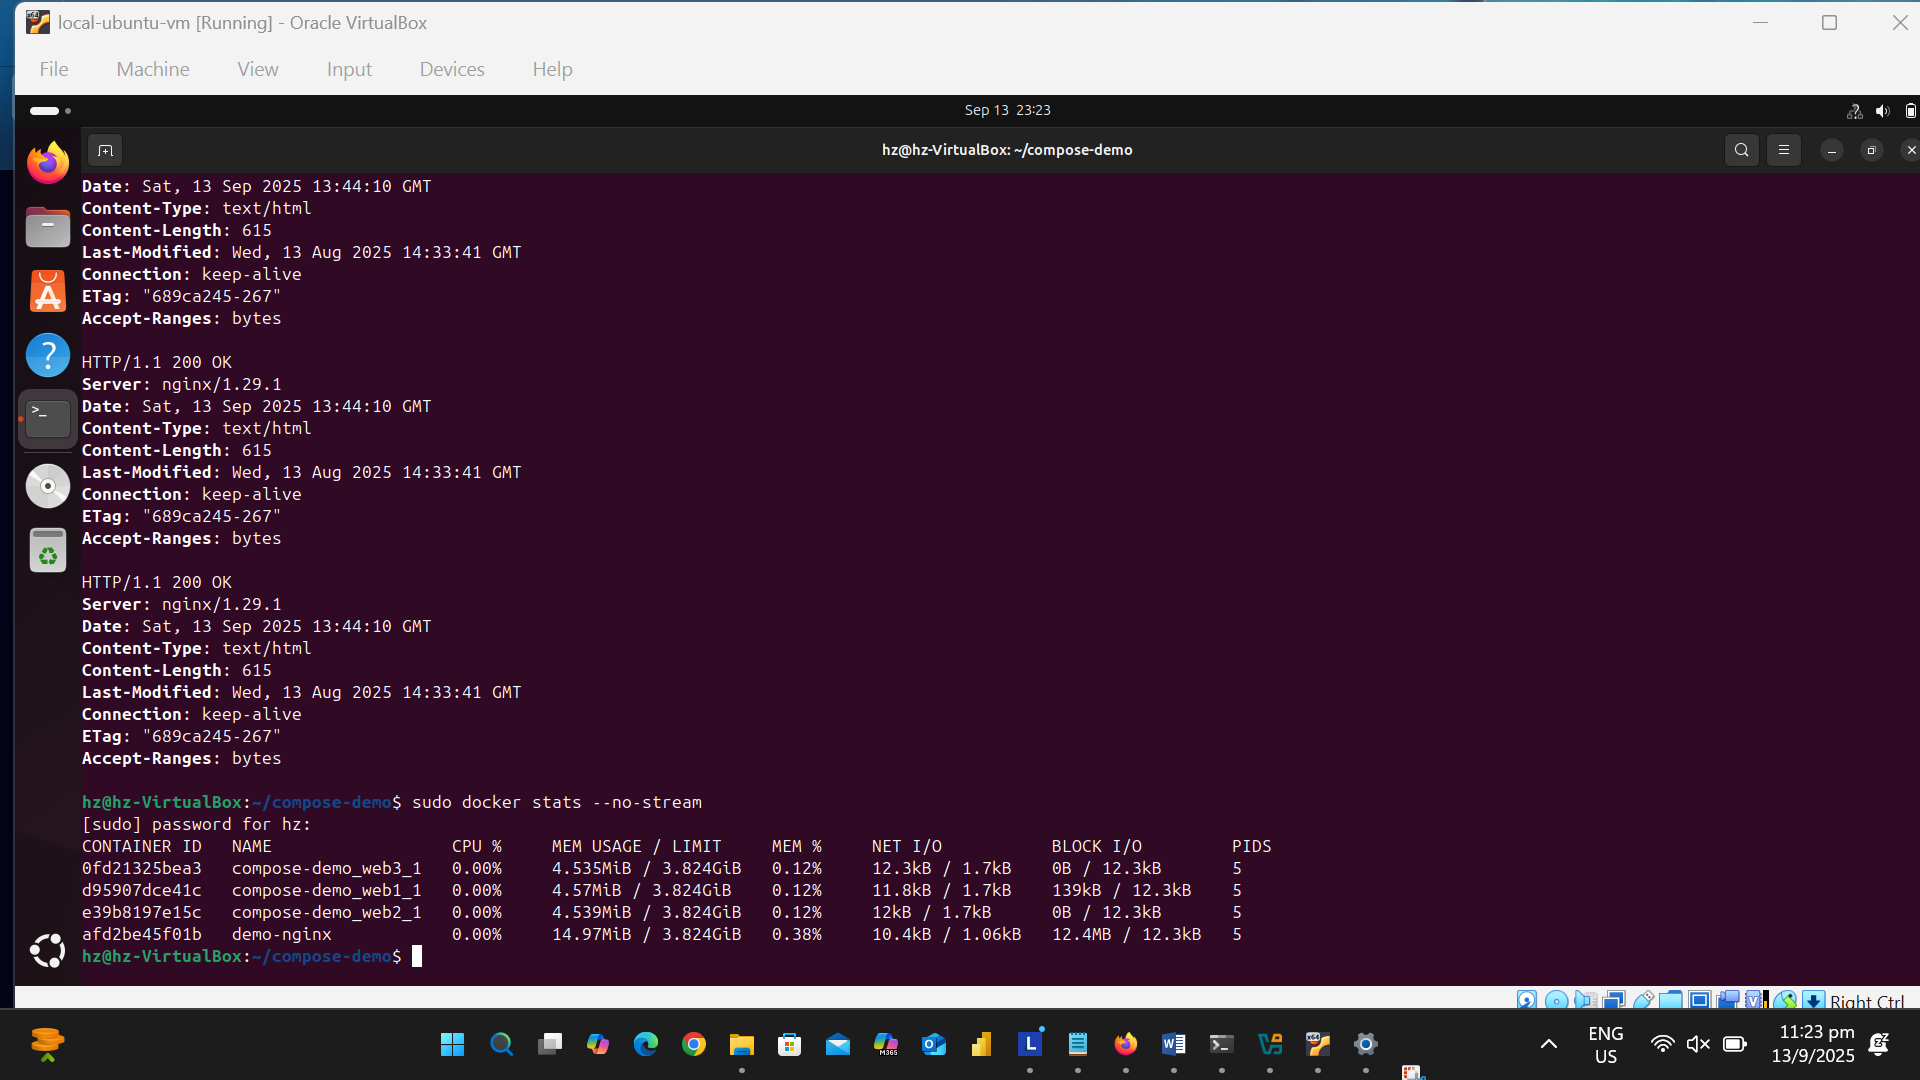 local-ubuntu-vm [Running] - Oracle VirtualBox
File Machine View Input Devices Help
Sep 13 23:23
hz@hz-VirtualBox: ~/compose-demo
Date: Sat, 13 Sep 2025 13:44:10 GMT
Content-Type: text/html
Content-Length: 615
Last-Modified: Wed, 13 Aug 2025 14:33:41 GMT
Connection: keep-alive
ETag: "689ca245-267"
Accept-Ranges: bytes
HTTP/1.1 200 OK
Server: nginx/1.29.1
Date: Sat, 13 Sep 2025 13:44:10 GMT
Content-Type: text/html
Content-Length: 615
Last-Modified: Wed, 13 Aug 2025 14:33:41 GMT
Connection: keep-alive
ETag: "689ca245-267"
Accept-Ranges: bytes
HTTP/1.1 200 OK
Server: nginx/1.29.1
Date: Sat, 13 Sep 2025 13:44:10 GMT
Content-Type: text/html
Content-Length: 615
Last-Modified: Wed, 13 Aug 2025 14:33:41 GMT
Connection: keep-alive
ETag: "689ca245-267"
Accept-Ranges: bytes
hz@hz-VirtualBox:~/compose-demo$ sudo docker stats --no-stream
[sudo] password for hz:
CONTAINER ID NAME CPU % MEM USAGE / LIMIT MEM % NET I/O BLOCK I/O PIDS
0fd21325bea3 compose-demo_web3_1 0.00% 4.535MiB / 3.824GiB 0.12% 12.3kB / 1.7kB 0B / 12.3kB 5
d95907dce41c compose-demo_web1_1 0.00% 4.57MiB / 3.824GiB 0.12% 11.8kB / 1.7kB 139kB / 12.3kB 5
e39b8197e15c compose-demo_web2_1 0.00% 4.539MiB / 3.824GiB 0.12% 12kB / 1.7kB 0B / 12.3kB 5
afd2be45f01b demo-nginx 0.00% 14.97MiB / 3.824GiB 0.38% 10.4kB / 1.06kB 12.4MB / 12.3kB 5
hz@hz-VirtualBox:~/compose-demo$
Right Ctrl
ENG
US
11:23 pm
13/9/2025